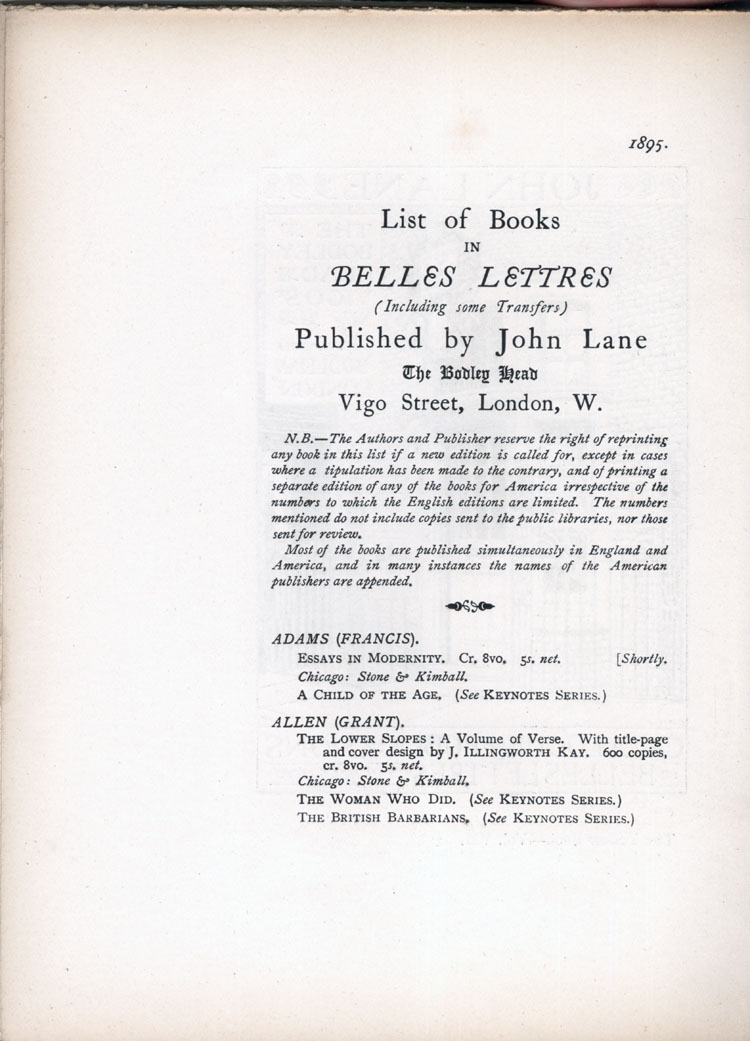 1895.
List of Books
IN
BELLES LETTRES
(Including some Transfers)
Published by John Lane
The Bodley Head
Vigo Street, London, W.
N.B.—The Authors and Publisher reserve the right of reprinting
any book in this list if a new edition is called for, except in cases
where a tipulation has been made to the contrary, and of printing a
separate edition of any of the books for America irrespective of the
numbers to which the English editions are limited. The numbers
mentioned do not include copies sent to the public libraries, nor those
sent for review.
Most of the books are published simultaneously in England and
America, and in many instances the names of the American
publishers are appended.
ADAMS (FRANCIS).
ESSAYS IN MODERNITY. Cr. 8vo. 5s. net. [Shortly.
Chicago: Stone & Kimball.
A CHILD OF THE AGE. (See KEYNOTES SERIES.)
ALLEN (GRANT).
THE LOWER SLOPES: A Volume of Verse. With title-page
and cover design by J. ILLINGWORTH KAY. 600 copies,
cr. 8vo. 5s. net.
Chicago: Stone & Kimball.
THE WOMAN WHO DID. (See KEYNOTES SERIES.)
THE BRITISH BARBARIANS. (See KEYNOTES SERIES.)